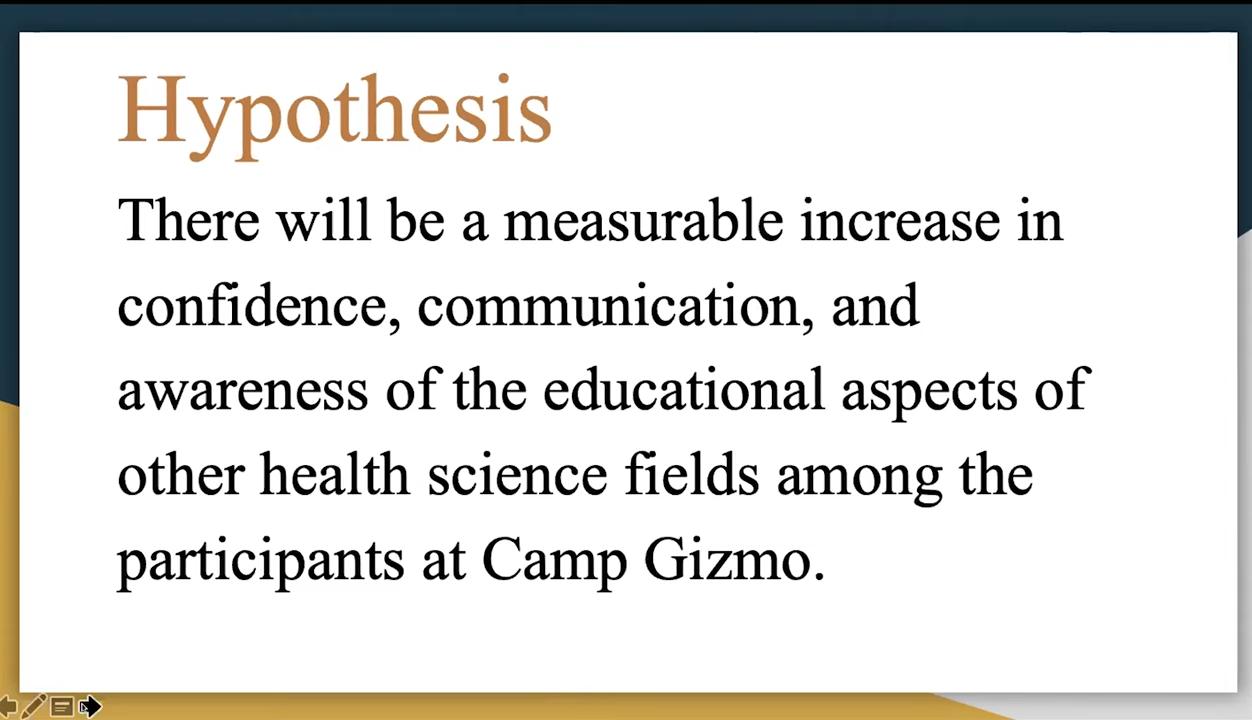 Hypothesis
There will be a measurable increase in
confidence, communication, and
awareness of the educational aspects of
other health science fields among the
participants at Camp Gizmo.